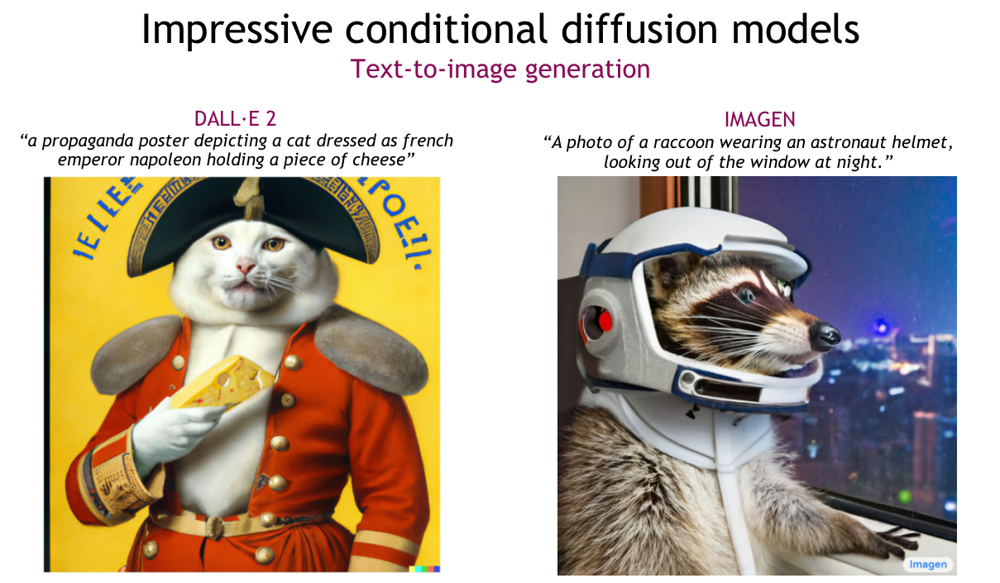 Impressive conditional diffusion models
Text-to-image generation
DALL·E 2
“a propaganda poster depicting a cat dressed as french
emperor napoleon holding a piece of cheese”
IMAGEN
“A photo of a raccoon wearing an astronaut helmet,
looking out of the window at night.”
Imagen